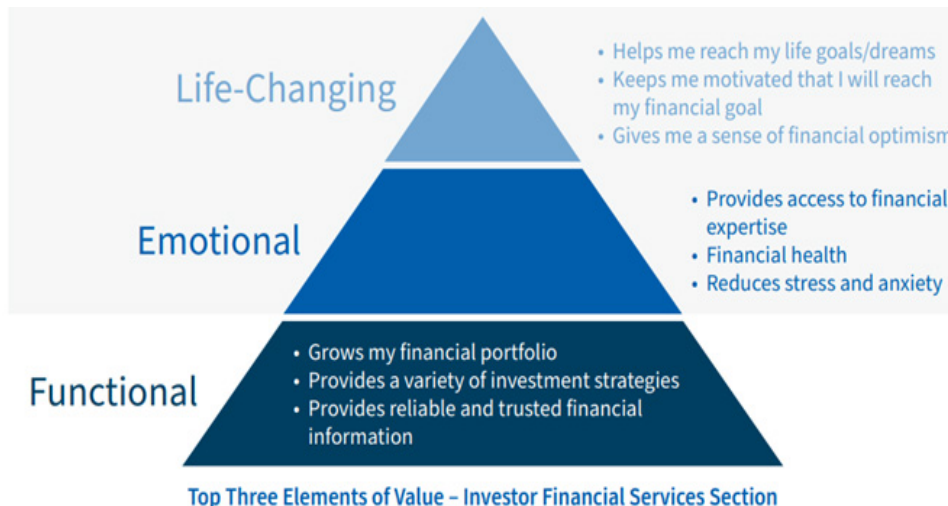 Life-Changing
• Helps me reach my life goals/dreams
• Keeps me motivated that I will reach
my financial goal
• Gives me a sense of financial optimism
Emotional
• Provides access to financial
expertise
• Financial health
• Reduces stress and anxiety
Functional
• Grows my financial portfolio
• Provides a variety of investment strategies
• Provides reliable and trusted financial
information
Top Three Elements of Value – Investor Financial Services Section